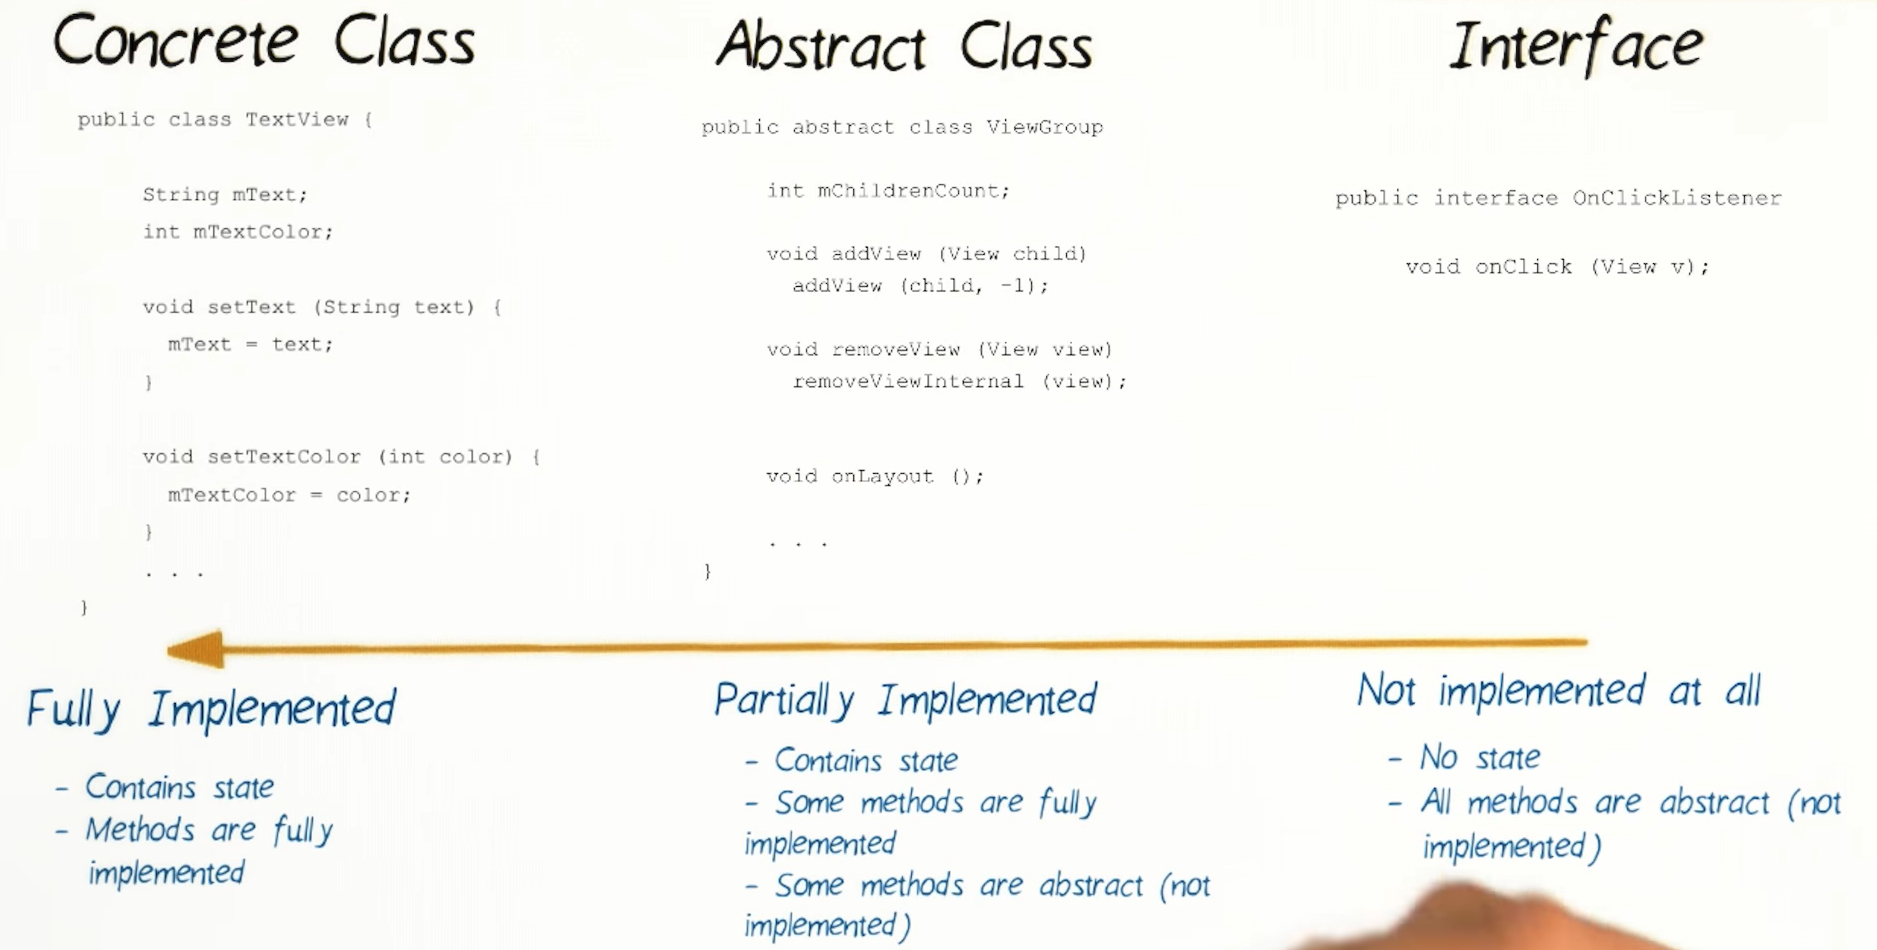 Concrete Class
public class TextView {
String mText;
int mTextColor;
void setText (String text) {
mText = text;
}
void setTextColor (int color) {
mTextColor = color;
}
. . .
}
Fully Implemented
- Contains state
- Methods are fully
implemented
Abstract Class
public abstract class ViewGroup
int mChildrenCount;
void addView (View child)
addView (child, -1);
void removeView (View view)
removeViewInternal (view);
void onLayout ();
. . .
}
Partially Implemented
- Contains state
- Some methods are fully
implemented
- Some methods are abstract (not
implemented)
Interface
public interface OnClickListener
void onClick (View v);
Not implemented at all
- No state
- All methods are abstract (not
implemented)